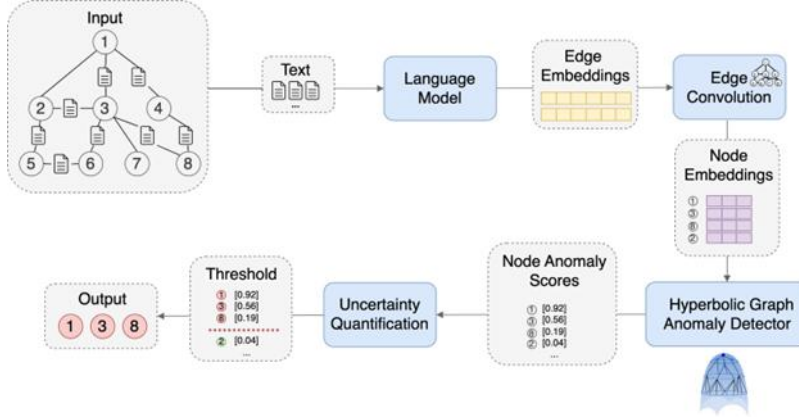 Input
1
2
3
4
5
6
7
8
Text
...
Language
Model
Edge
Embeddings
Edge
Convolution
Node
Embeddings
①
③
⑧
②
Hyperbolic Graph
Anomaly Detector
Node Anomaly
Scores
① [0.92]
③ [0.56]
⑧ [0.19]
② [0.04]
...
Uncertainty
Quantification
Threshold
① [0.92]
③ [0.56]
⑧ [0.19]
② [0.04]
...
Output
1 3 8